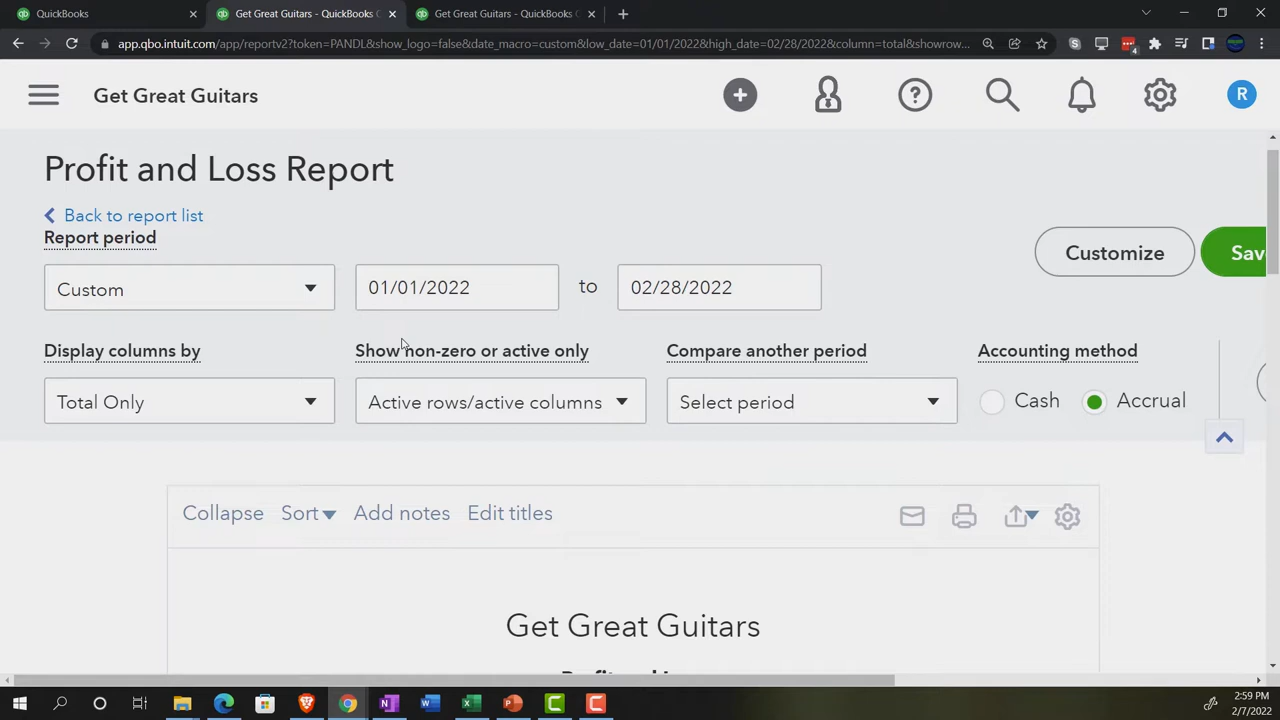 QuickBooks
Get Great Guitars - QuickBooks
Get Great Guitars - QuickBooks
app.qbo.intuit.com/app/reportv2?token=PANDL&show_logo=false&date_macro=custom&low_date=01/01/2022&high_date=02/28/2022&column=total&showrow...
4
Get Great Guitars
R
Profit and Loss Report
Back to report list
Report period
Customize
Sav
Custom
01/01/2022
to
02/28/2022
Display columns by
Show non-zero or active only
Compare another period
Accounting method
Total Only
Active rows/active columns
Select period
Cash
Accrual
Collapse
Sort
Add notes
Edit titles
Get Great Guitars
2:59 PM
2/7/2022